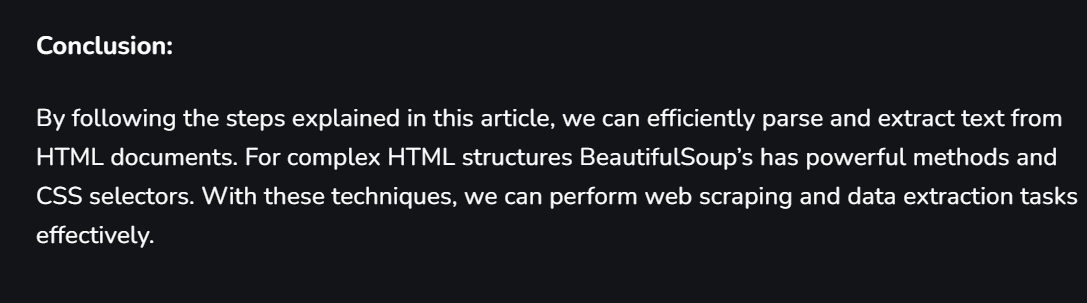 Conclusion:
By following the steps explained in this article, we can efficiently parse and extract text from
HTML documents. For complex HTML structures BeautifulSoup’s has powerful methods and
CSS selectors. With these techniques, we can perform web scraping and data extraction tasks
effectively.